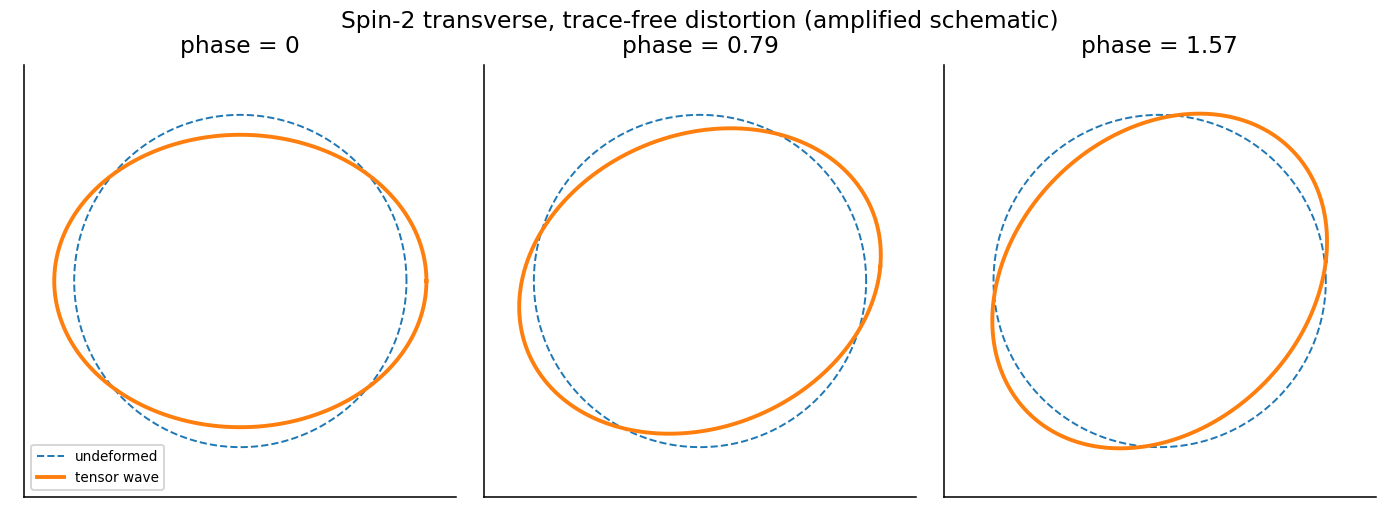 Spin-2 transverse, trace-free distortion (amplified schematic)
phase = 0
phase = 0.79
phase = 1.57
undeformed
tensor wave